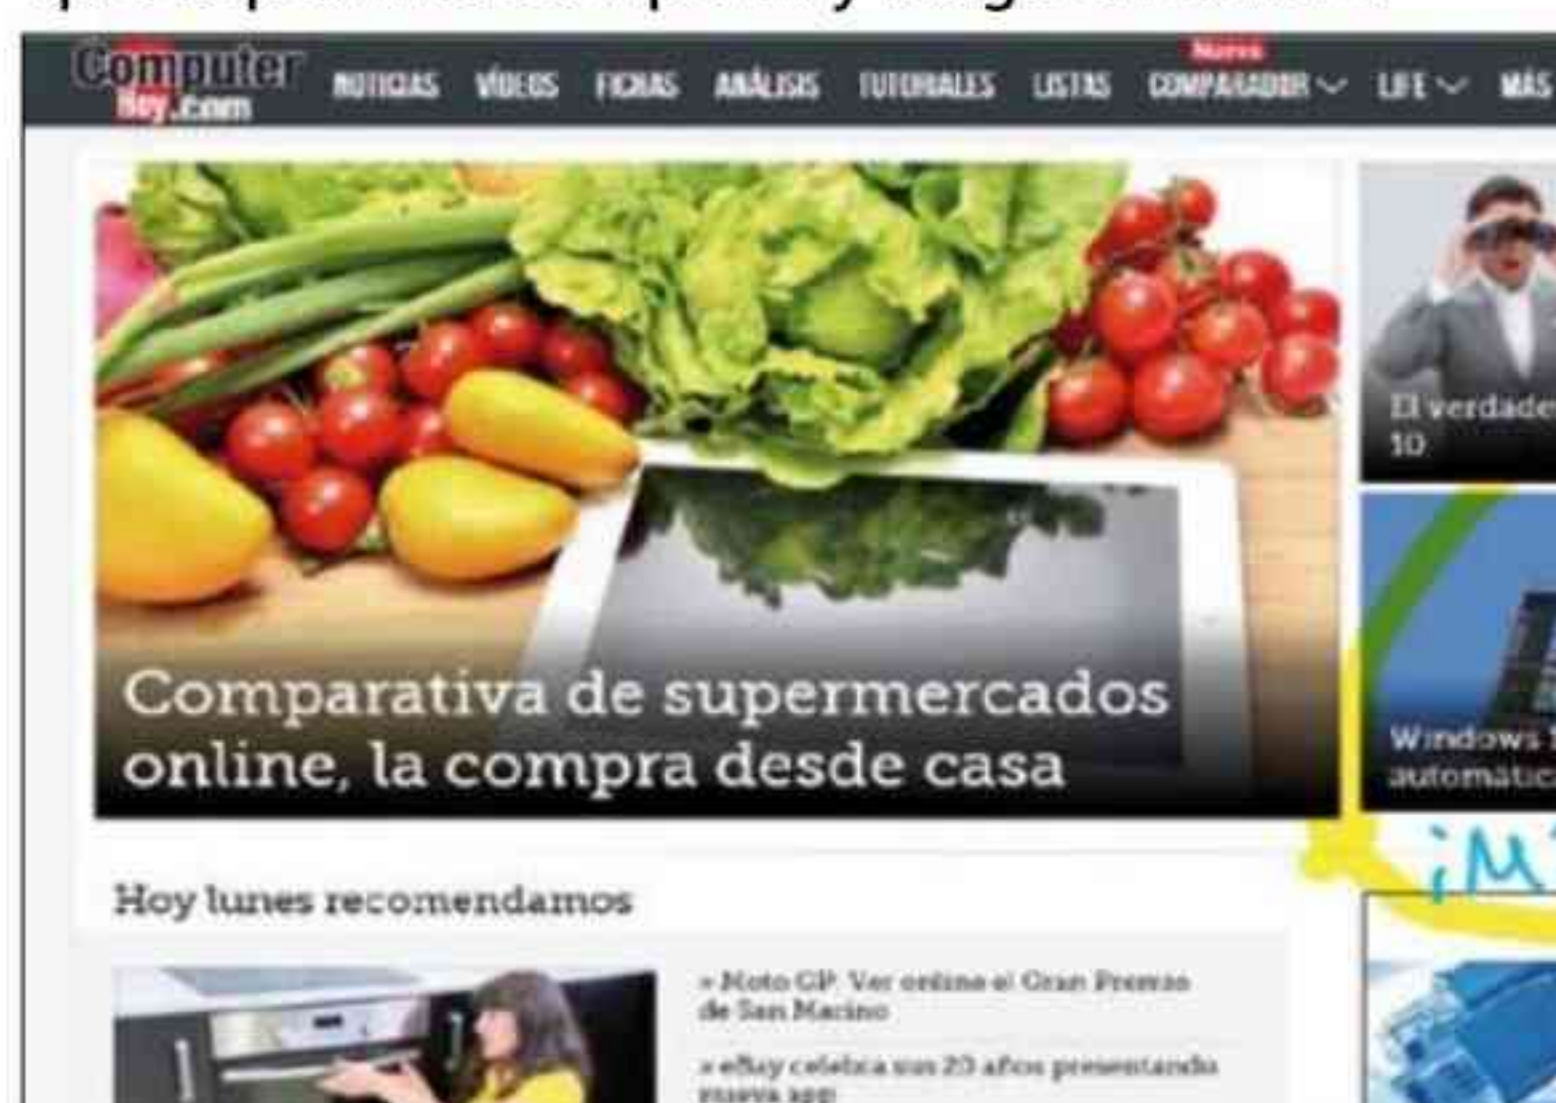 Computer
Hoy.com
NOTICIAS VÍDEOS FICHAS ANÁLISIS TUTORIALES LISTAS Nuevo COMPARADOR LIFE MÁS
El verdade
10
Windows
automátic
Comparativa de supermercados
online, la compra desde casa
¡M
Hoy lunes recomendamos
» Moto GP: Ver online el Gran Premio
de San Marino
» eBay celebra sus 20 años presentando
nueva app